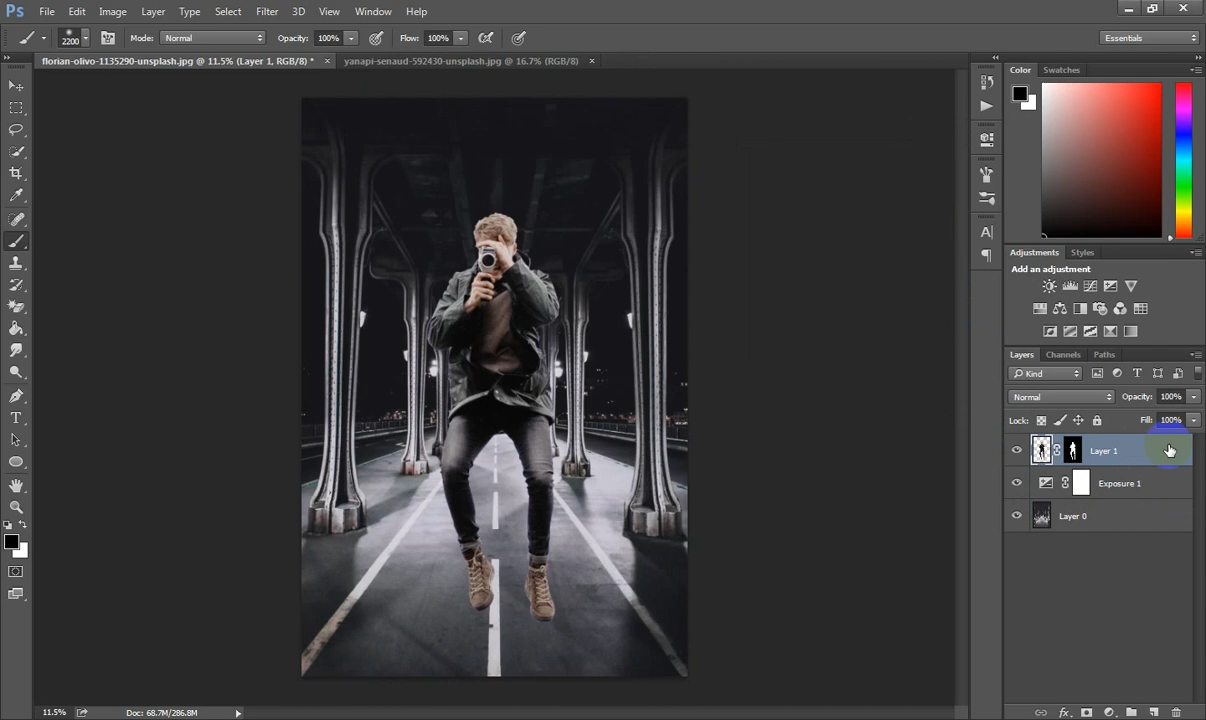 Ps File Edit Image Layer Type Select Filter 3D View Window Help
2200 Mode: Normal Opacity: 100% Flow: 100% Essentials
florian-olivo-1135290-unsplash.jpg @ 11.5% (Layer 1, RGB/8) * × yanapi-senaud-592430-unsplash.jpg @ 16.7% (RGB/8) ×
Color Swatches
Adjustments Styles
Add an adjustment
Layers Channels Paths
Kind
Normal Opacity: 100%
Lock: Fill: 100%
Layer 1
Exposure 1
Layer 0
11.5% Doc: 68.7M/286.8M